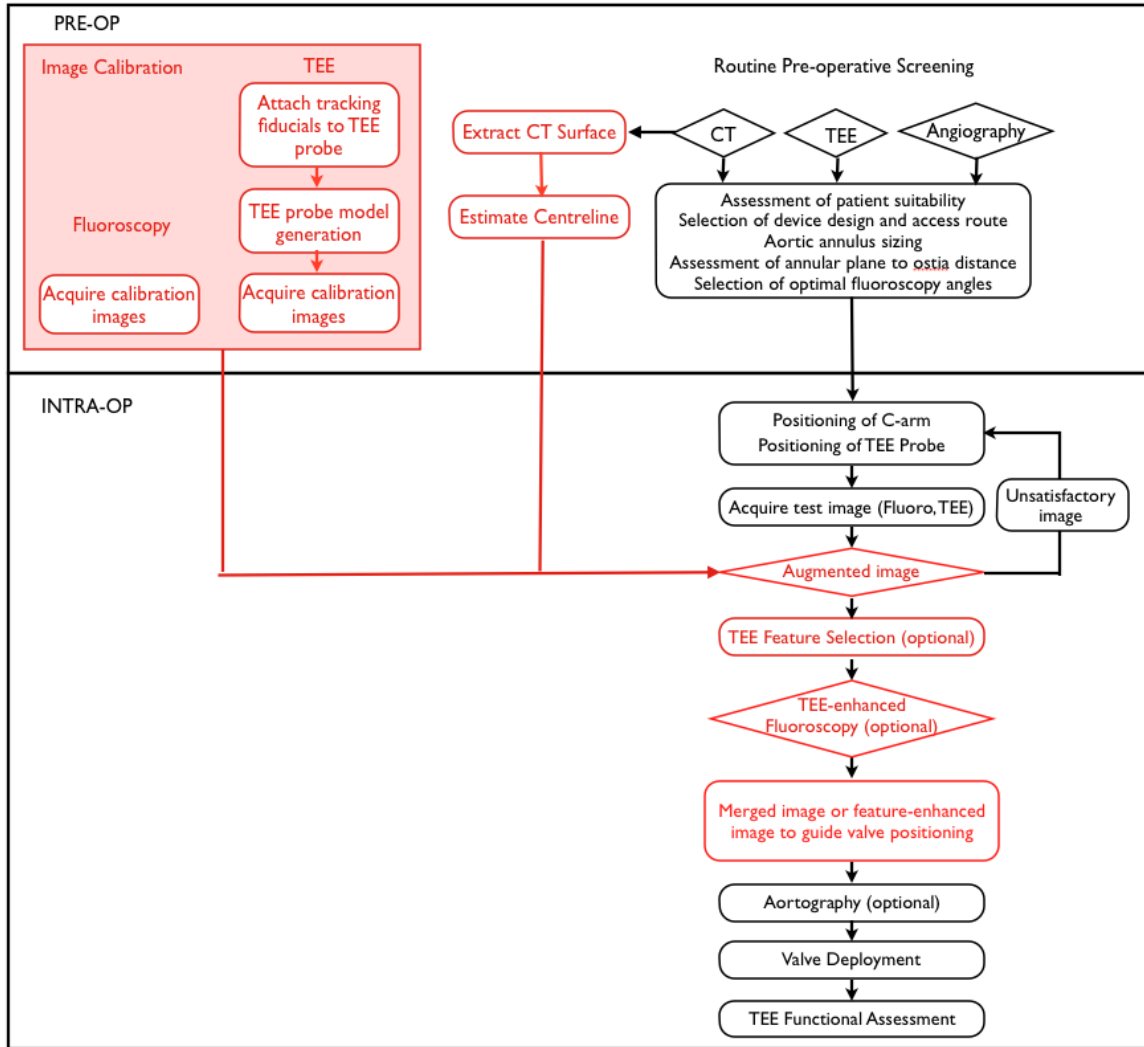 PRE-OP
Image Calibration
TEE
Attach tracking
fiducials to TEE
probe
TEE probe model
generation
Fluoroscopy
Acquire calibration
images
Acquire calibration
images
Extract CT Surface
Estimate Centreline
Routine Pre-operative Screening
CT
TEE
Angiography
Assessment of patient suitability
Selection of device design and access route
Aortic annulus sizing
Assessment of annular plane to ostia distance
Selection of optimal fluoroscopy angles
INTRA-OP
Positioning of C-arm
Positioning of TEE Probe
Acquire test image (Fluoro, TEE)
Unsatisfactory
image
Augmented image
TEE Feature Selection (optional)
TEE-enhanced
Fluoroscopy (optional)
Merged image or feature-enhanced
image to guide valve positioning
Aortography (optional)
Valve Deployment
TEE Functional Assessment